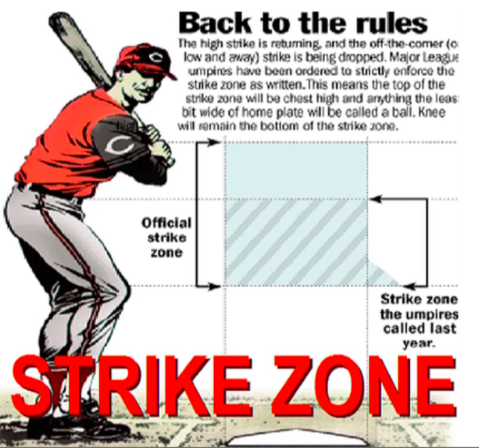 Back to the rules
The high strike is returning, and the off-the-corner (o
low and away) strike is being dropped. Major League
umpires have been ordered to strictly enforce the
strike zone as written. This means the top of the
strike zone will be chest high and anything the leas
bit wide of home plate will be called a ball. Knee
will remain the bottom of the strike zone.
Official
strike
zone
Strike zone
the umpires
called last
year.
STRIKE ZONE